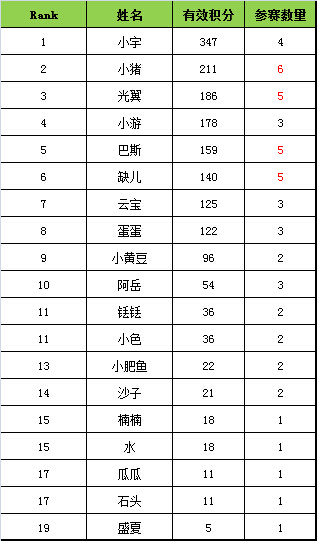 Rank 姓名 有效积分 参赛数量
1 小宇 347 4
2 小猪 211 6
3 光翼 186 5
4 小游 178 3
5 巴斯 159 5
6 缺儿 140 5
7 云宝 125 3
8 蛋蛋 122 3
9 小黄豆 96 2
10 阿岳 54 3
11 铥铥 36 2
11 小色 36 2
13 小肥鱼 22 2
14 沙子 21 2
15 楠楠 18 1
15 水 18 1
17 瓜瓜 11 1
17 石头 11 1
19 盛夏 5 1